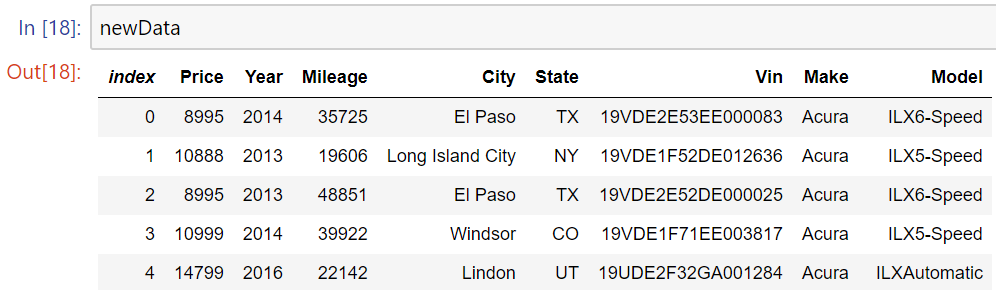 In [18]: newData
Out[18]: index Price Year Mileage City State Vin Make Model
0 8995 2014 35725 El Paso TX 19VDE2E53EE000083 Acura ILX6-Speed
1 10888 2013 19606 Long Island City NY 19VDE1F52DE012636 Acura ILX5-Speed
2 8995 2013 48851 El Paso TX 19VDE2E52DE000025 Acura ILX6-Speed
3 10999 2014 39922 Windsor CO 19VDE1F71EE003817 Acura ILX5-Speed
4 14799 2016 22142 Lindon UT 19UDE2F32GA001284 Acura ILXAutomatic